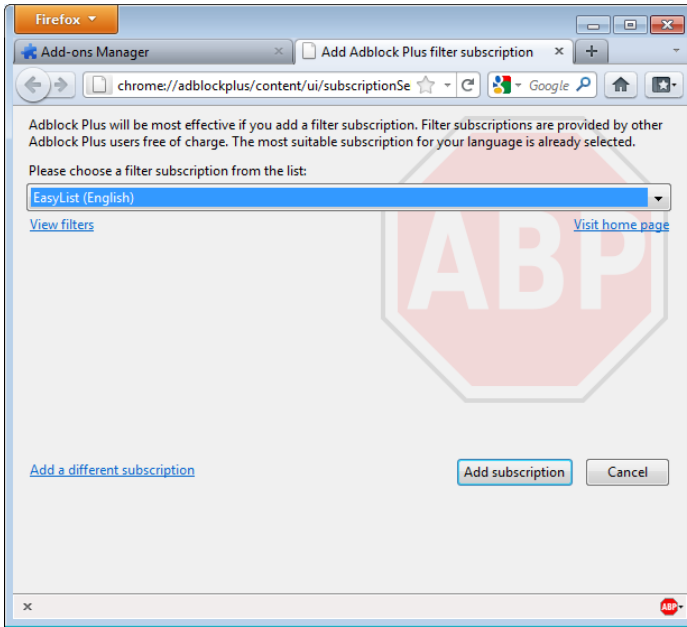 Firefox
Add-ons Manager
Add Adblock Plus filter subscription
chrome://adblockplus/content/ui/subscriptionSe
Google
Adblock Plus will be most effective if you add a filter subscription. Filter subscriptions are provided by other
Adblock Plus users free of charge. The most suitable subscription for your language is already selected.
Please choose a filter subscription from the list:
EasyList (English)
View filters
Visit home page
ABP
Add a different subscription
Add subscription
Cancel
ABP